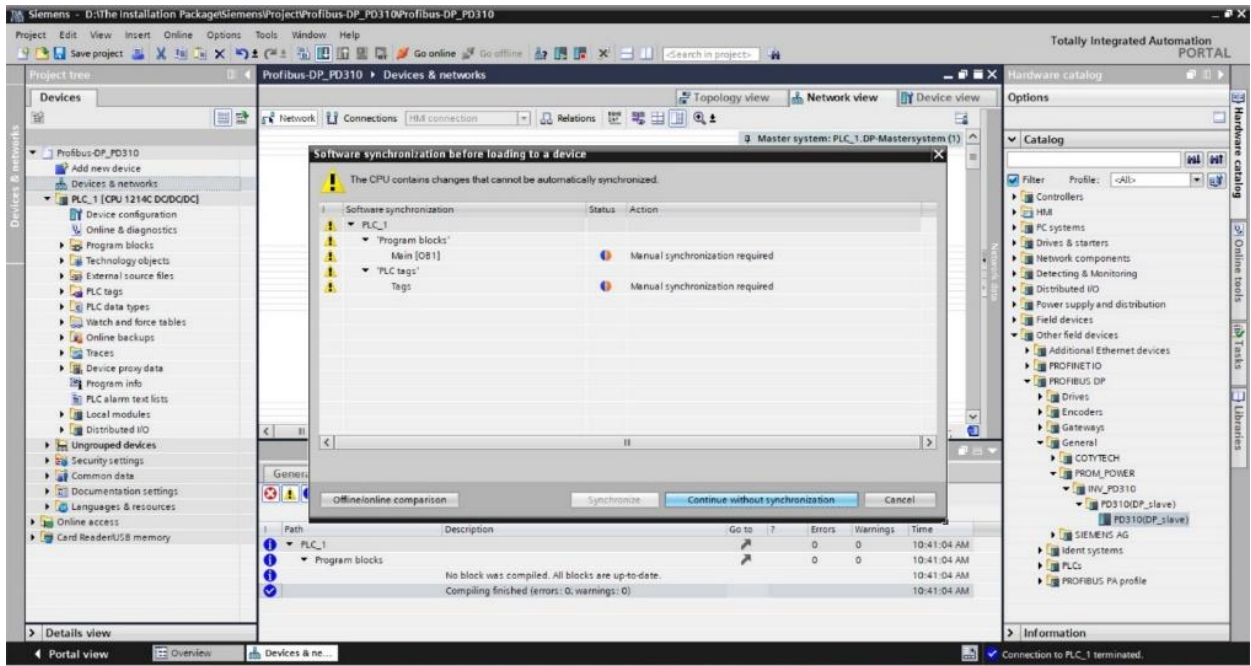 Siemens - D:\The Installation Package\Siemens\Project\Profibus-DP_PD310\Profibus-DP_PD310
Project Edit View Insert Online Options Tools Window Help
Totally Integrated Automation
PORTAL
Save project
Go online
Go offline
<Search in project>
Project tree
Devices
Devices & networks
Profibus-DP_PD310
Add new device
Devices & networks
PLC_1 [CPU 1214C DC/DC/DC]
Device configuration
Online & diagnostics
Program blocks
Technology objects
External source files
PLC tags
PLC data types
Watch and force tables
Online backups
Traces
Device proxy data
Program info
PLC alarm text lists
Local modules
Distributed I/O
Ungrouped devices
Security settings
Common data
Documentation settings
Languages & resources
Online access
Card Reader/USB memory
Details view
Profibus-DP_PD310 Devices & networks
Topology view
Network view
Device view
Network
Connections
HMI connection
Relations
Master system: PLC_1.DP-Mastersystem (1)
Network data
Software synchronization before loading to a device
The CPU contains changes that cannot be automatically synchronized.
! Software synchronization Status Action
PLC_1
'Program blocks'
Main [OB1] Manual synchronization required
'PLC tags'
Tags Manual synchronization required
Offline/online comparison
Synchronize
Continue without synchronization
Cancel
! Path Description Go to ? Errors Warnings Time
PLC_1 0 0 10:41:04 AM
Program blocks 0 0 10:41:04 AM
No block was compiled. All blocks are up-to-date. 10:41:04 AM
Compiling finished (errors: 0; warnings: 0) 10:41:04 AM
Hardware catalog
Options
Catalog
Filter Profile: <All>
Controllers
HMI
PC systems
Drives & starters
Network components
Detecting & Monitoring
Distributed I/O
Power supply and distribution
Field devices
Other field devices
Additional Ethernet devices
PROFINET IO
PROFIBUS DP
Drives
Encoders
Gateways
General
COTYTECH
PROM_POWER
INV_PD310
PD310(DP_slave)
PD310(DP_slave)
SIEMENS AG
Ident systems
PLCs
PROFIBUS PA profile
Information
Hardware catalog
Online tools
Tasks
Libraries
Portal view
Overview
Devices & ne...
Connection to PLC_1 terminated.